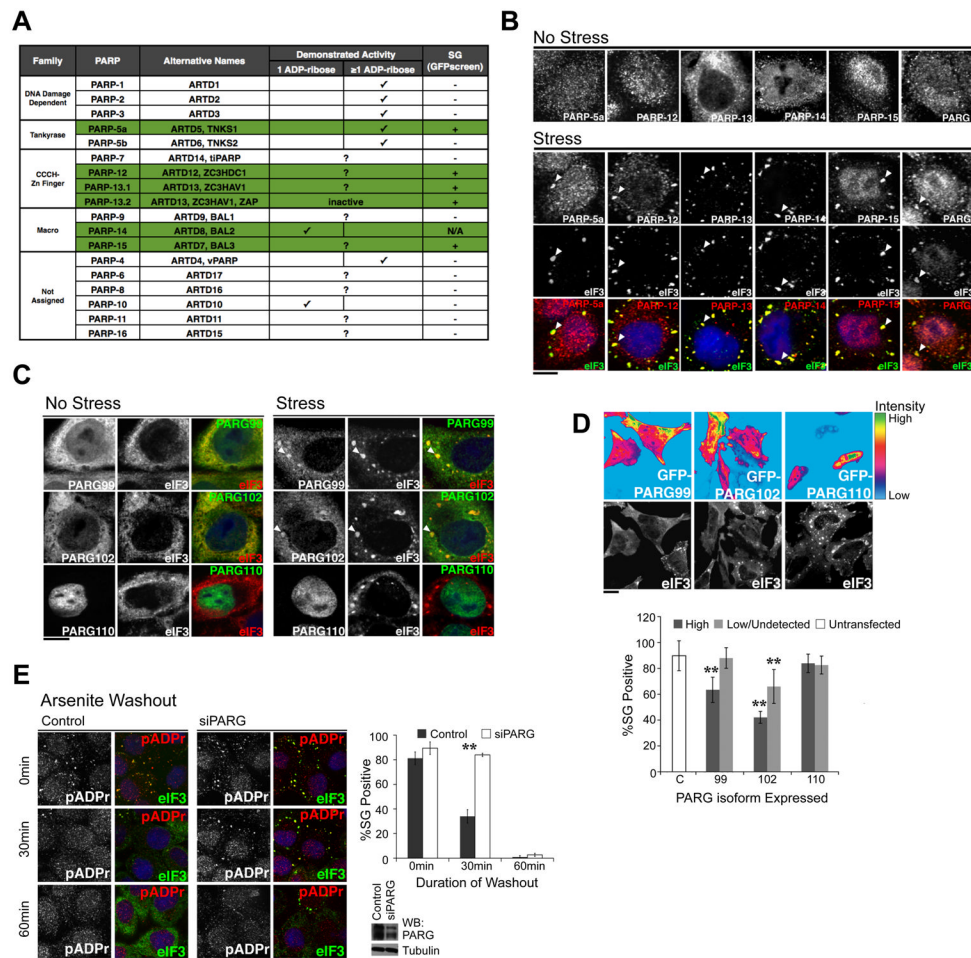 A
Family PARP Alternative Names Demonstrated Activity SG (GFPscreen)
1 ADP-ribose ≥1 ADP-ribose
DNA Damage Dependent
PARP-1 ARTD1 ✓ -
PARP-2 ARTD2 ✓ -
PARP-3 ARTD3 ✓ -
Tankyrase
PARP-5a ARTD5, TNKS1 ✓ +
PARP-5b ARTD6, TNKS2 ✓ -
CCCH-Zn Finger
PARP-7 ARTD14, tiPARP ? -
PARP-12 ARTD12, ZC3HDC1 ? +
PARP-13.1 ARTD13, ZC3HAV1 ? +
PARP-13.2 ARTD13, ZC3HAV1, ZAP inactive +
Macro
PARP-9 ARTD9, BAL1 ? -
PARP-14 ARTD8, BAL2 ✓ N/A
PARP-15 ARTD7, BAL3 ? +
Not Assigned
PARP-4 ARTD4, vPARP ✓ -
PARP-6 ARTD17 ? -
PARP-8 ARTD16 ? -
PARP-10 ARTD10 ✓ -
PARP-11 ARTD11 ? -
PARP-16 ARTD15 ? -
B
No Stress
PARP-5a PARP-12 PARP-13 PARP-14 PARP-15 PARG
Stress
PARP-5a PARP-12 PARP-13 PARP-14 PARP-15 PARG
eIF3 eIF3 eIF3 eIF3 eIF3 eIF3
PARP-5a PARP-12 PARP-13 PARP-14 PARP-15 PARG
eIF3 eIF3 eIF3 eIF3 eIF3 eIF3
C
No Stress Stress
PARG99 PARG99
PARG99 eIF3 eIF3 PARG99 eIF3 eIF3
PARG102 PARG102
PARG102 eIF3 eIF3 PARG102 eIF3 eIF3
PARG110 PARG110
PARG110 eIF3 eIF3 PARG110 eIF3 eIF3
D
Intensity
High
Low
GFP-PARG99 GFP-PARG102 GFP-PARG110
eIF3 eIF3 eIF3
High Low/Undetected Untransfected
%SG Positive
120
100
80
60
40
20
0
** ** **
C 99 102 110
PARG isoform Expressed
E
Arsenite Washout
Control siPARG
0min
pADPr pADPr
pADPr eIF3 pADPr eIF3
30min
pADPr pADPr
pADPr eIF3 pADPr eIF3
60min
pADPr pADPr
pADPr eIF3 pADPr eIF3
Control siPARG
%SG Positive
100
80
60
40
20
0
**
0min 30min 60min
Duration of Washout
Control
siPARG
WB:
PARG
Tubulin